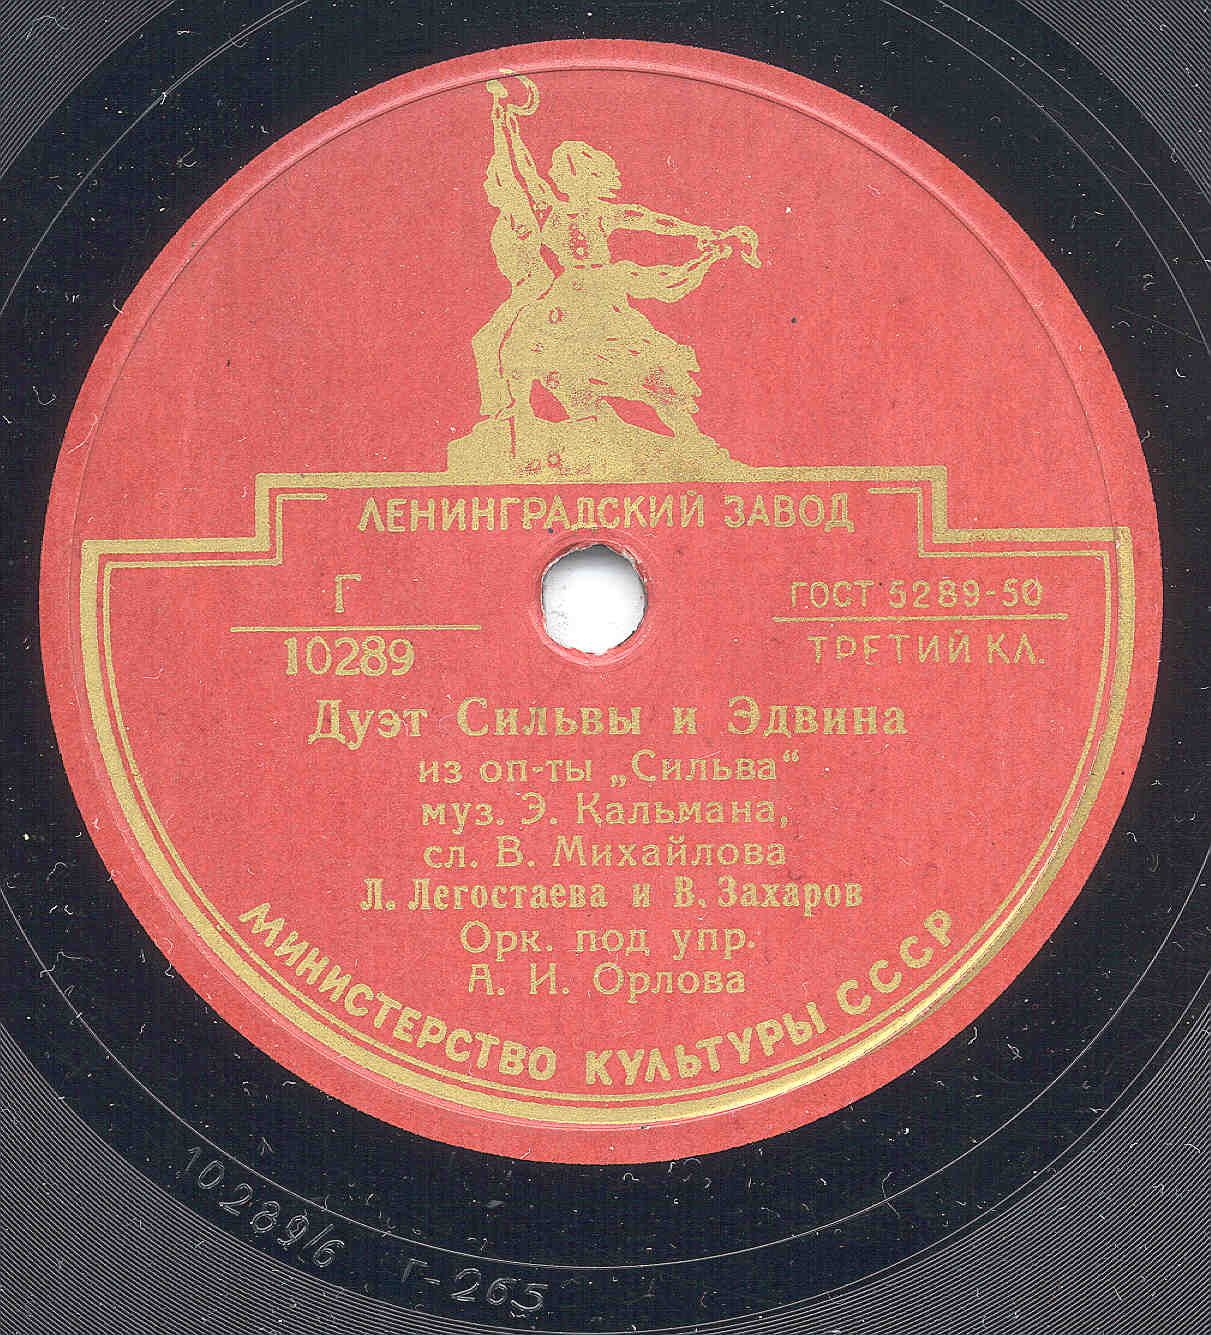 ЛЕНИНГРАДСКИЙ ЗАВОД
Г
10289
ГОСТ 5289-50
ТРЕТИЙ КЛ.
Дуэт Сильвы и Эдвина
из оп-ты „Сильва“
муз. Э. Кальмана,
сл. В. Михайлова
Л. Легостаева и В. Захаров
Орк. под упр.
А. И. Орлова
МИНИСТЕРСТВО КУЛЬТУРЫ СССР
10289/6 г-265